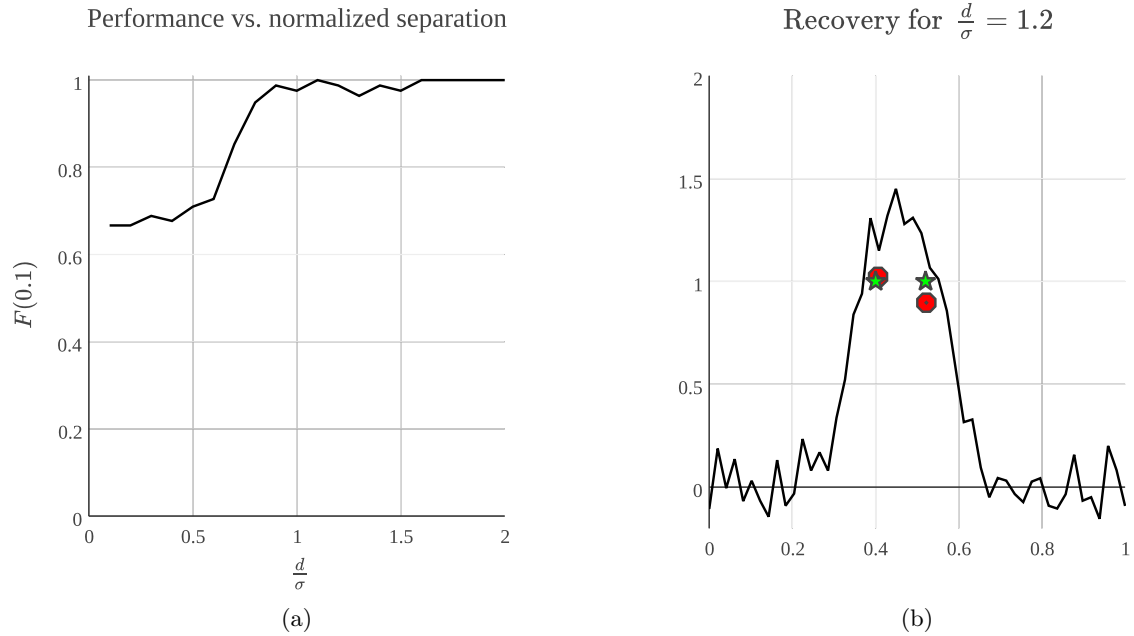 Performance vs. normalized separation
1
0.8
0.6
0.4
0.2
0
F(0.1)
0 0.5 1 1.5 2
d/σ
(a)
Recovery for d/σ = 1.2
2
1.5
1
0.5
0
0 0.2 0.4 0.6 0.8 1
(b)